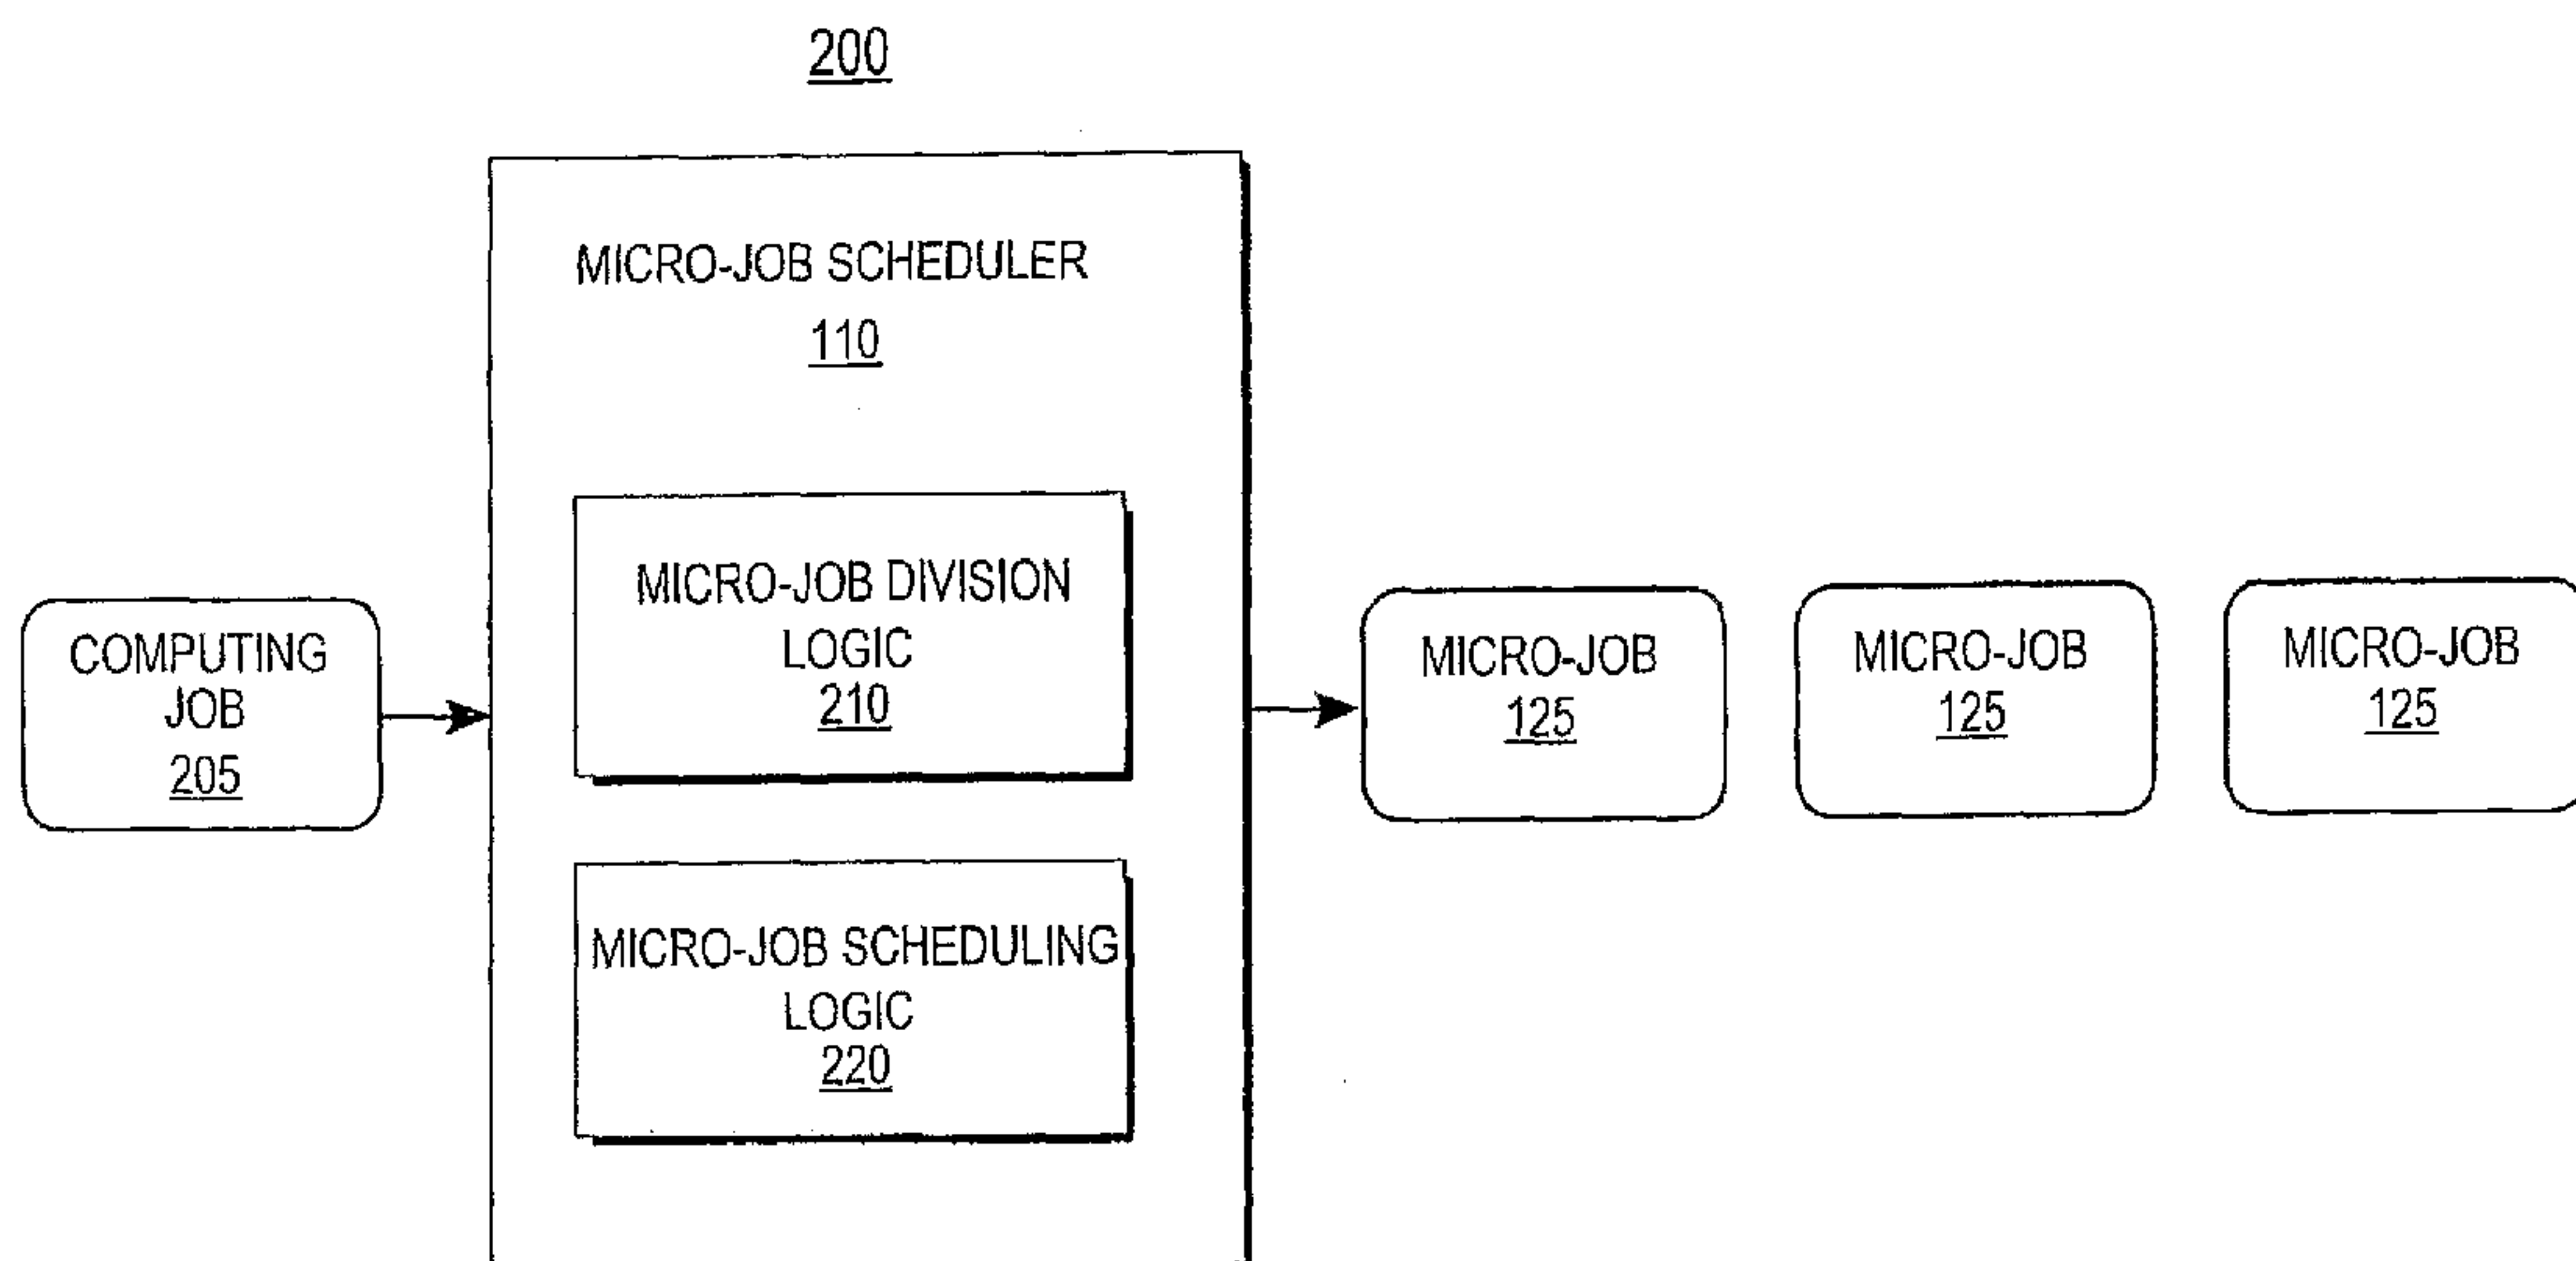 200
MICRO-JOB SCHEDULER
110
COMPUTING
JOB
205
MICRO-JOB DIVISION
LOGIC
210
MICRO-JOB SCHEDULING
LOGIC
220
MICRO-JOB
125
MICRO-JOB
125
MICRO-JOB
125